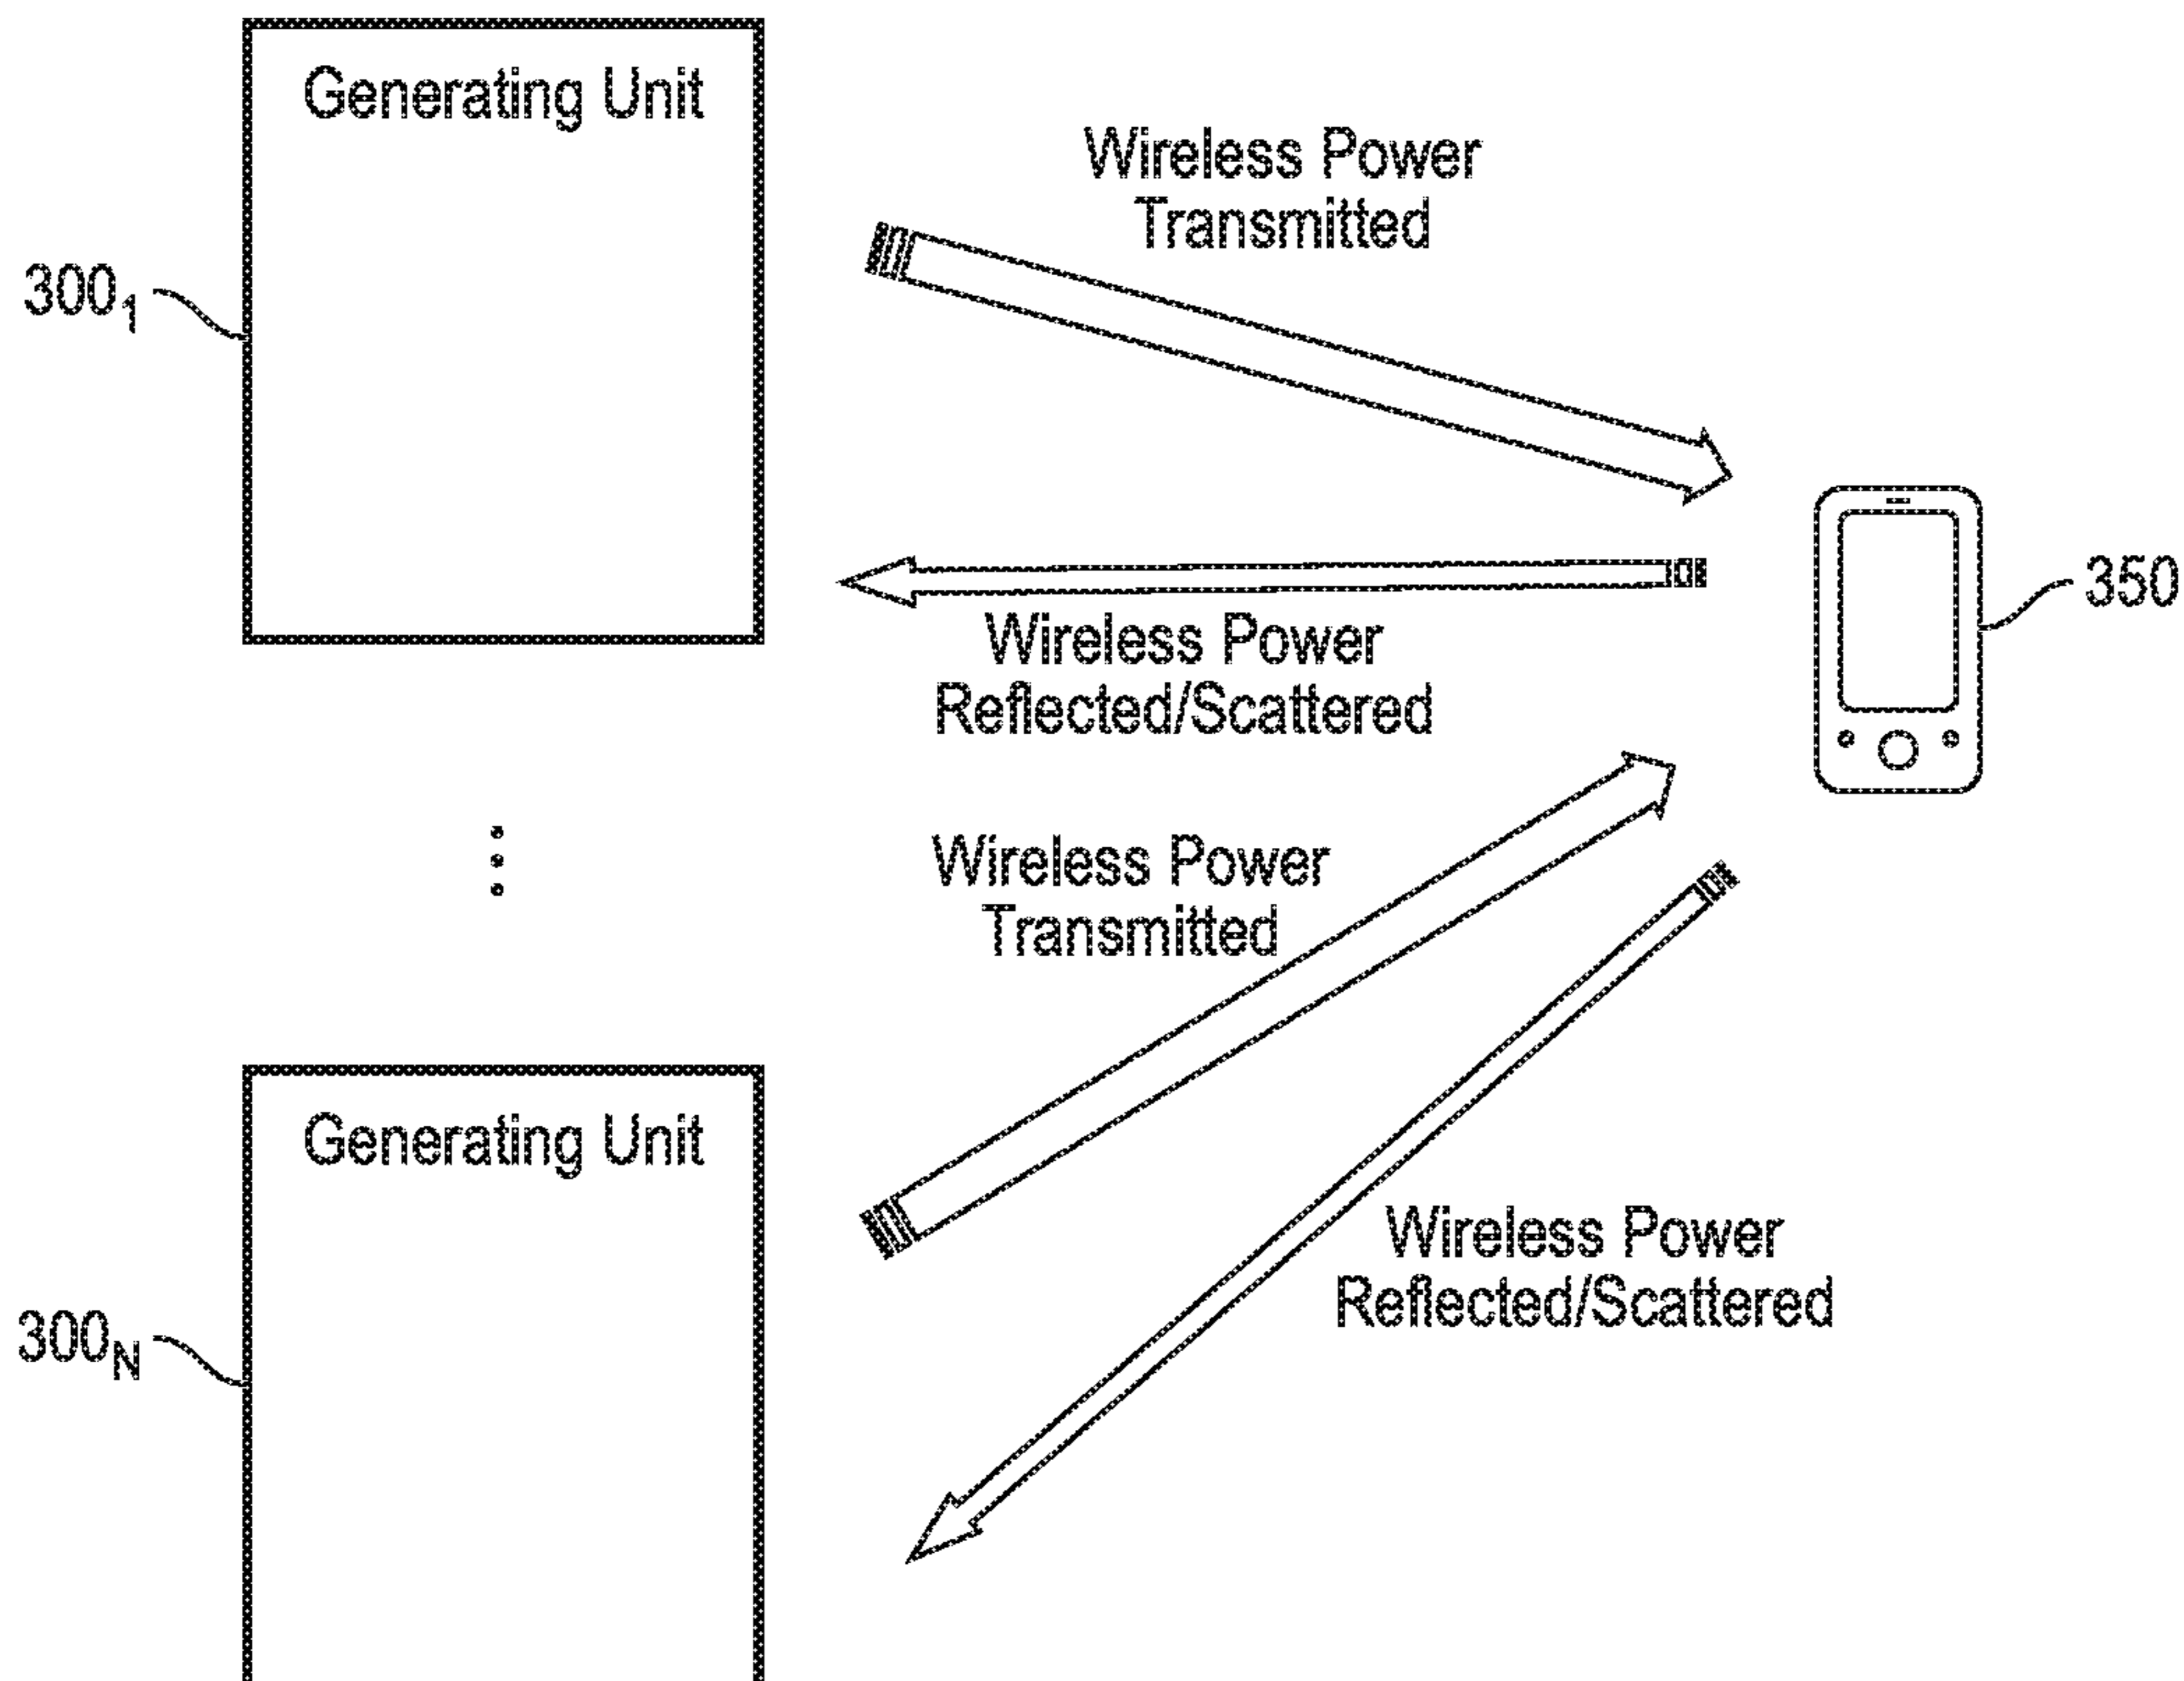 Generating Unit
Wireless Power
Transmitted
300₁
350
Wireless Power
Reflected/Scattered
Wireless Power
Transmitted
Generating Unit
Wireless Power
Reflected/Scattered
300_N